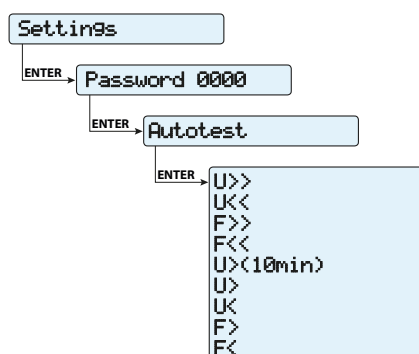 Settings
ENTER
Password 0000
ENTER
Autotest
ENTER
U>>
U<<
F>>
F<<
U>(10min)
U>
U<
F>
F<